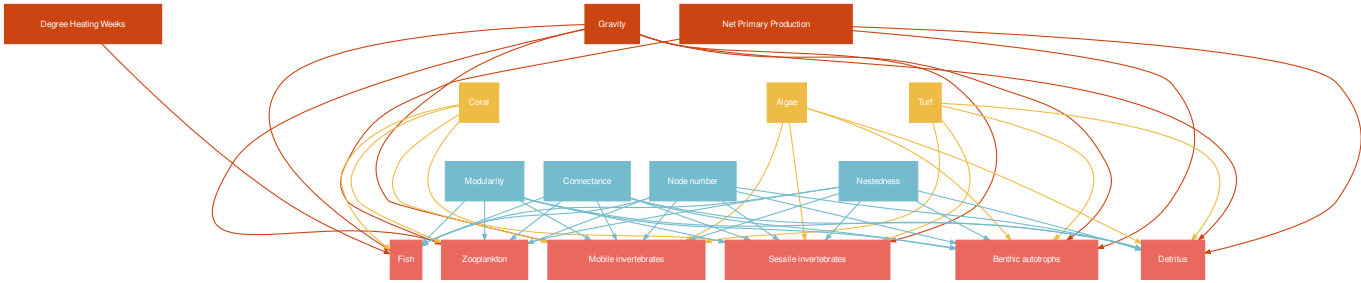 Degree Heating Weeks
Gravity
Net Primary Production
Coral
Algae
Turf
Modularity
Connectance
Node number
Nestedness
Fish
Zooplankton
Mobile invertebrates
Sessile invertebrates
Benthic autotrophs
Detritus